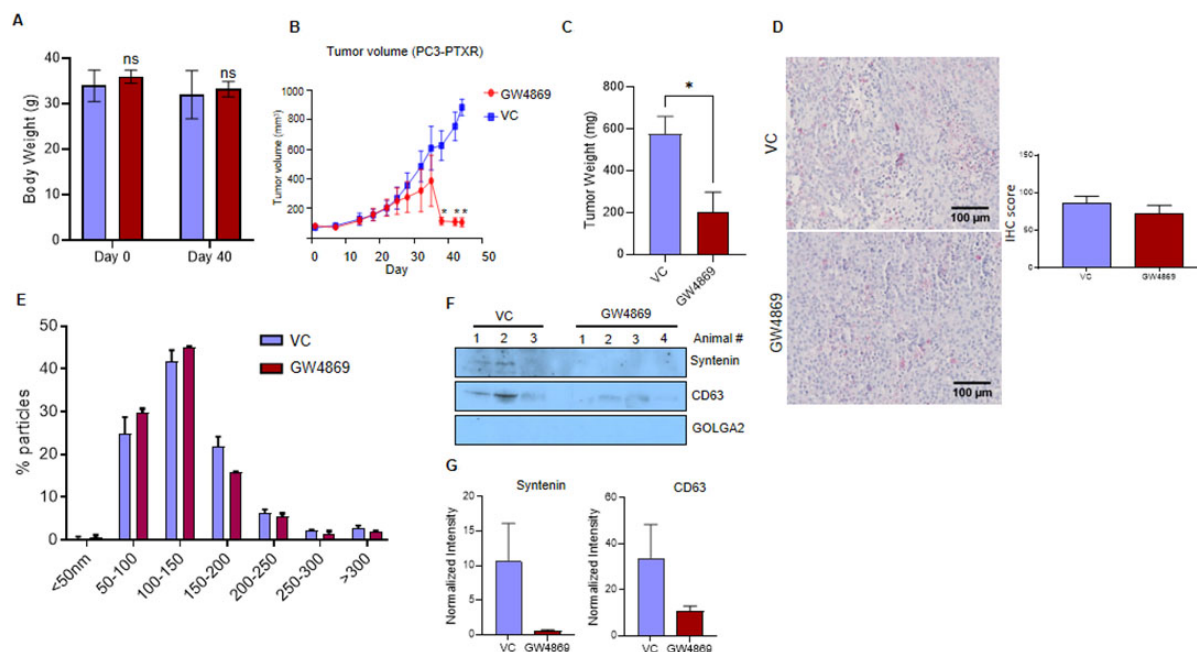 A
Body Weight (g)
40
30
20
10
0
ns
ns
Day 0
Day 40
B
Tumor volume (PC3-PTXR)
GW4869
VC
Tumor volume (mm³)
1000
800
600
400
200
* **
0
10
20
30
40
50
Day
C
Tumor Weight (mg)
800
600
400
200
0
*
VC
GW4869
D
VC
100 µm
GW4869
100 µm
IHC score
150
100
50
0
VC
GW4869
E
% particles
50
40
30
20
10
0
VC
GW4869
<50nm
50-100
100-150
150-200
200-250
250-300
>300
F
VC
GW4869
1 2 3 1 2 3 4 Animal #
Syntenin
CD63
GOLGA2
G
Syntenin
Normalized Intensity
20
15
10
5
0
VC
GW4869
CD63
Normalized Intensity
60
40
20
0
VC
GW4869